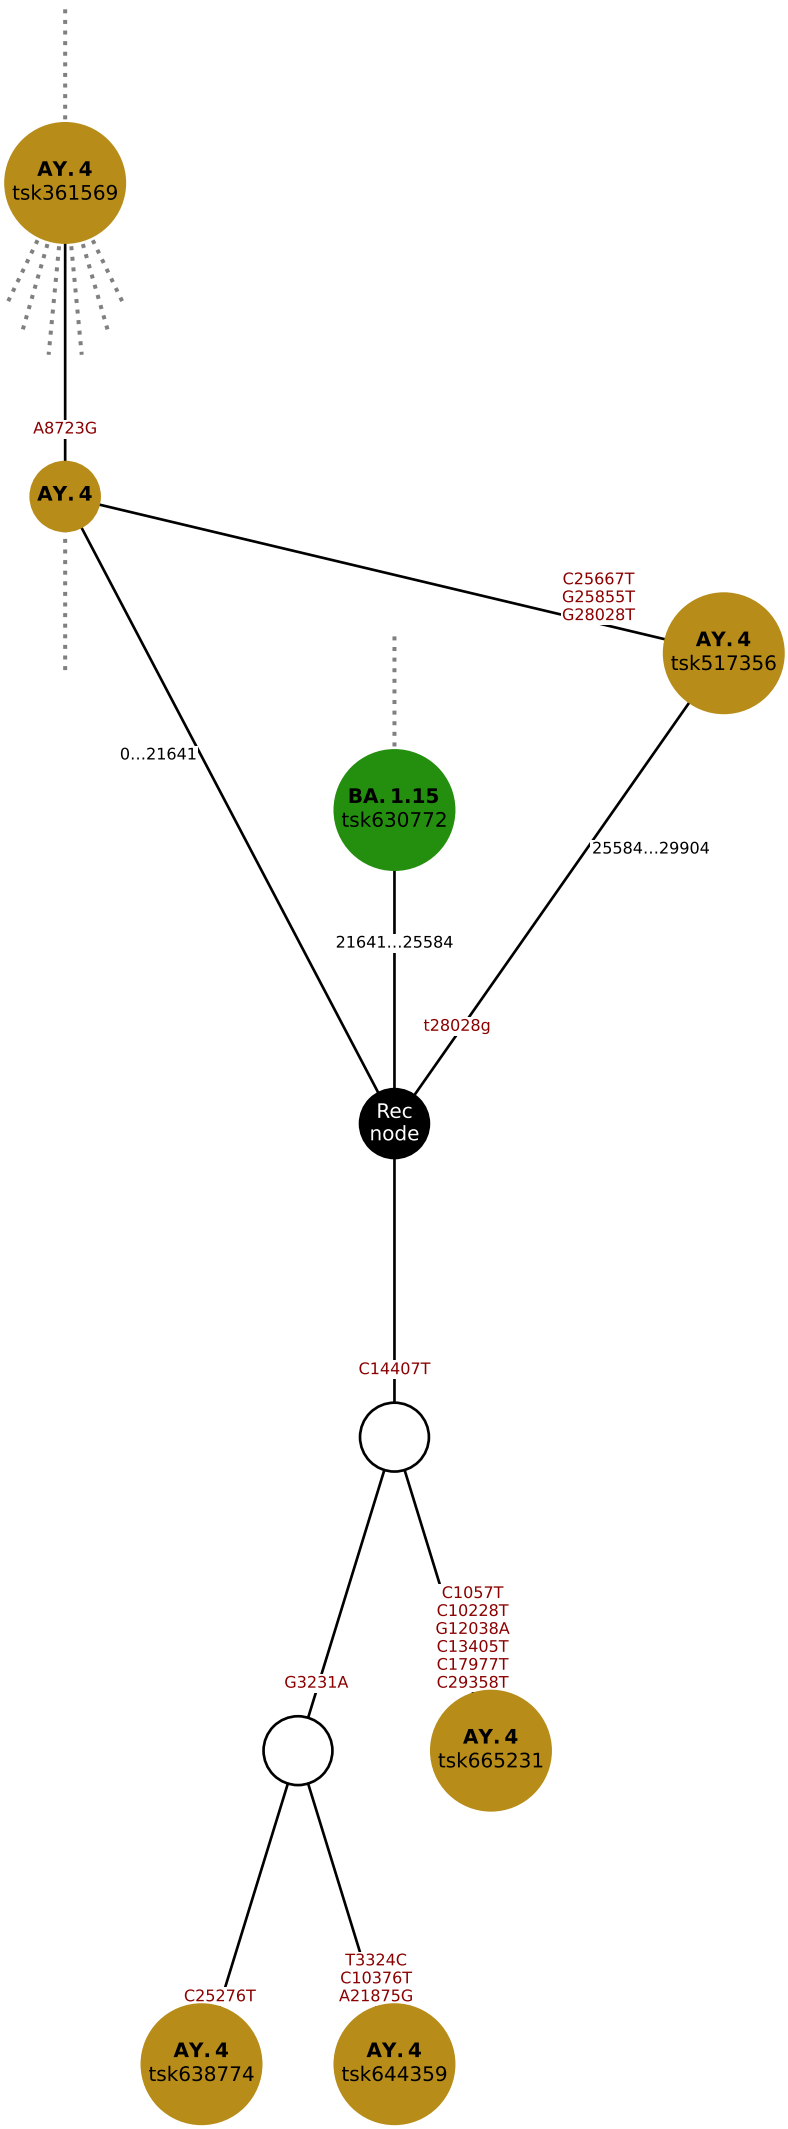 AY.4
tsk361569
A8723G
AY.4
C25667T
G25855T
G28028T
AY.4
tsk517356
0…21641
BA.1.15
tsk630772
25584…29904
21641…25584
t28028g
Rec
node
C14407T
C1057T
C10228T
G12038A
C13405T
C17977T
C29358T
G3231A
AY.4
tsk665231
T3324C
C10376T
A21875G
C25276T
AY.4
tsk638774
AY.4
tsk644359